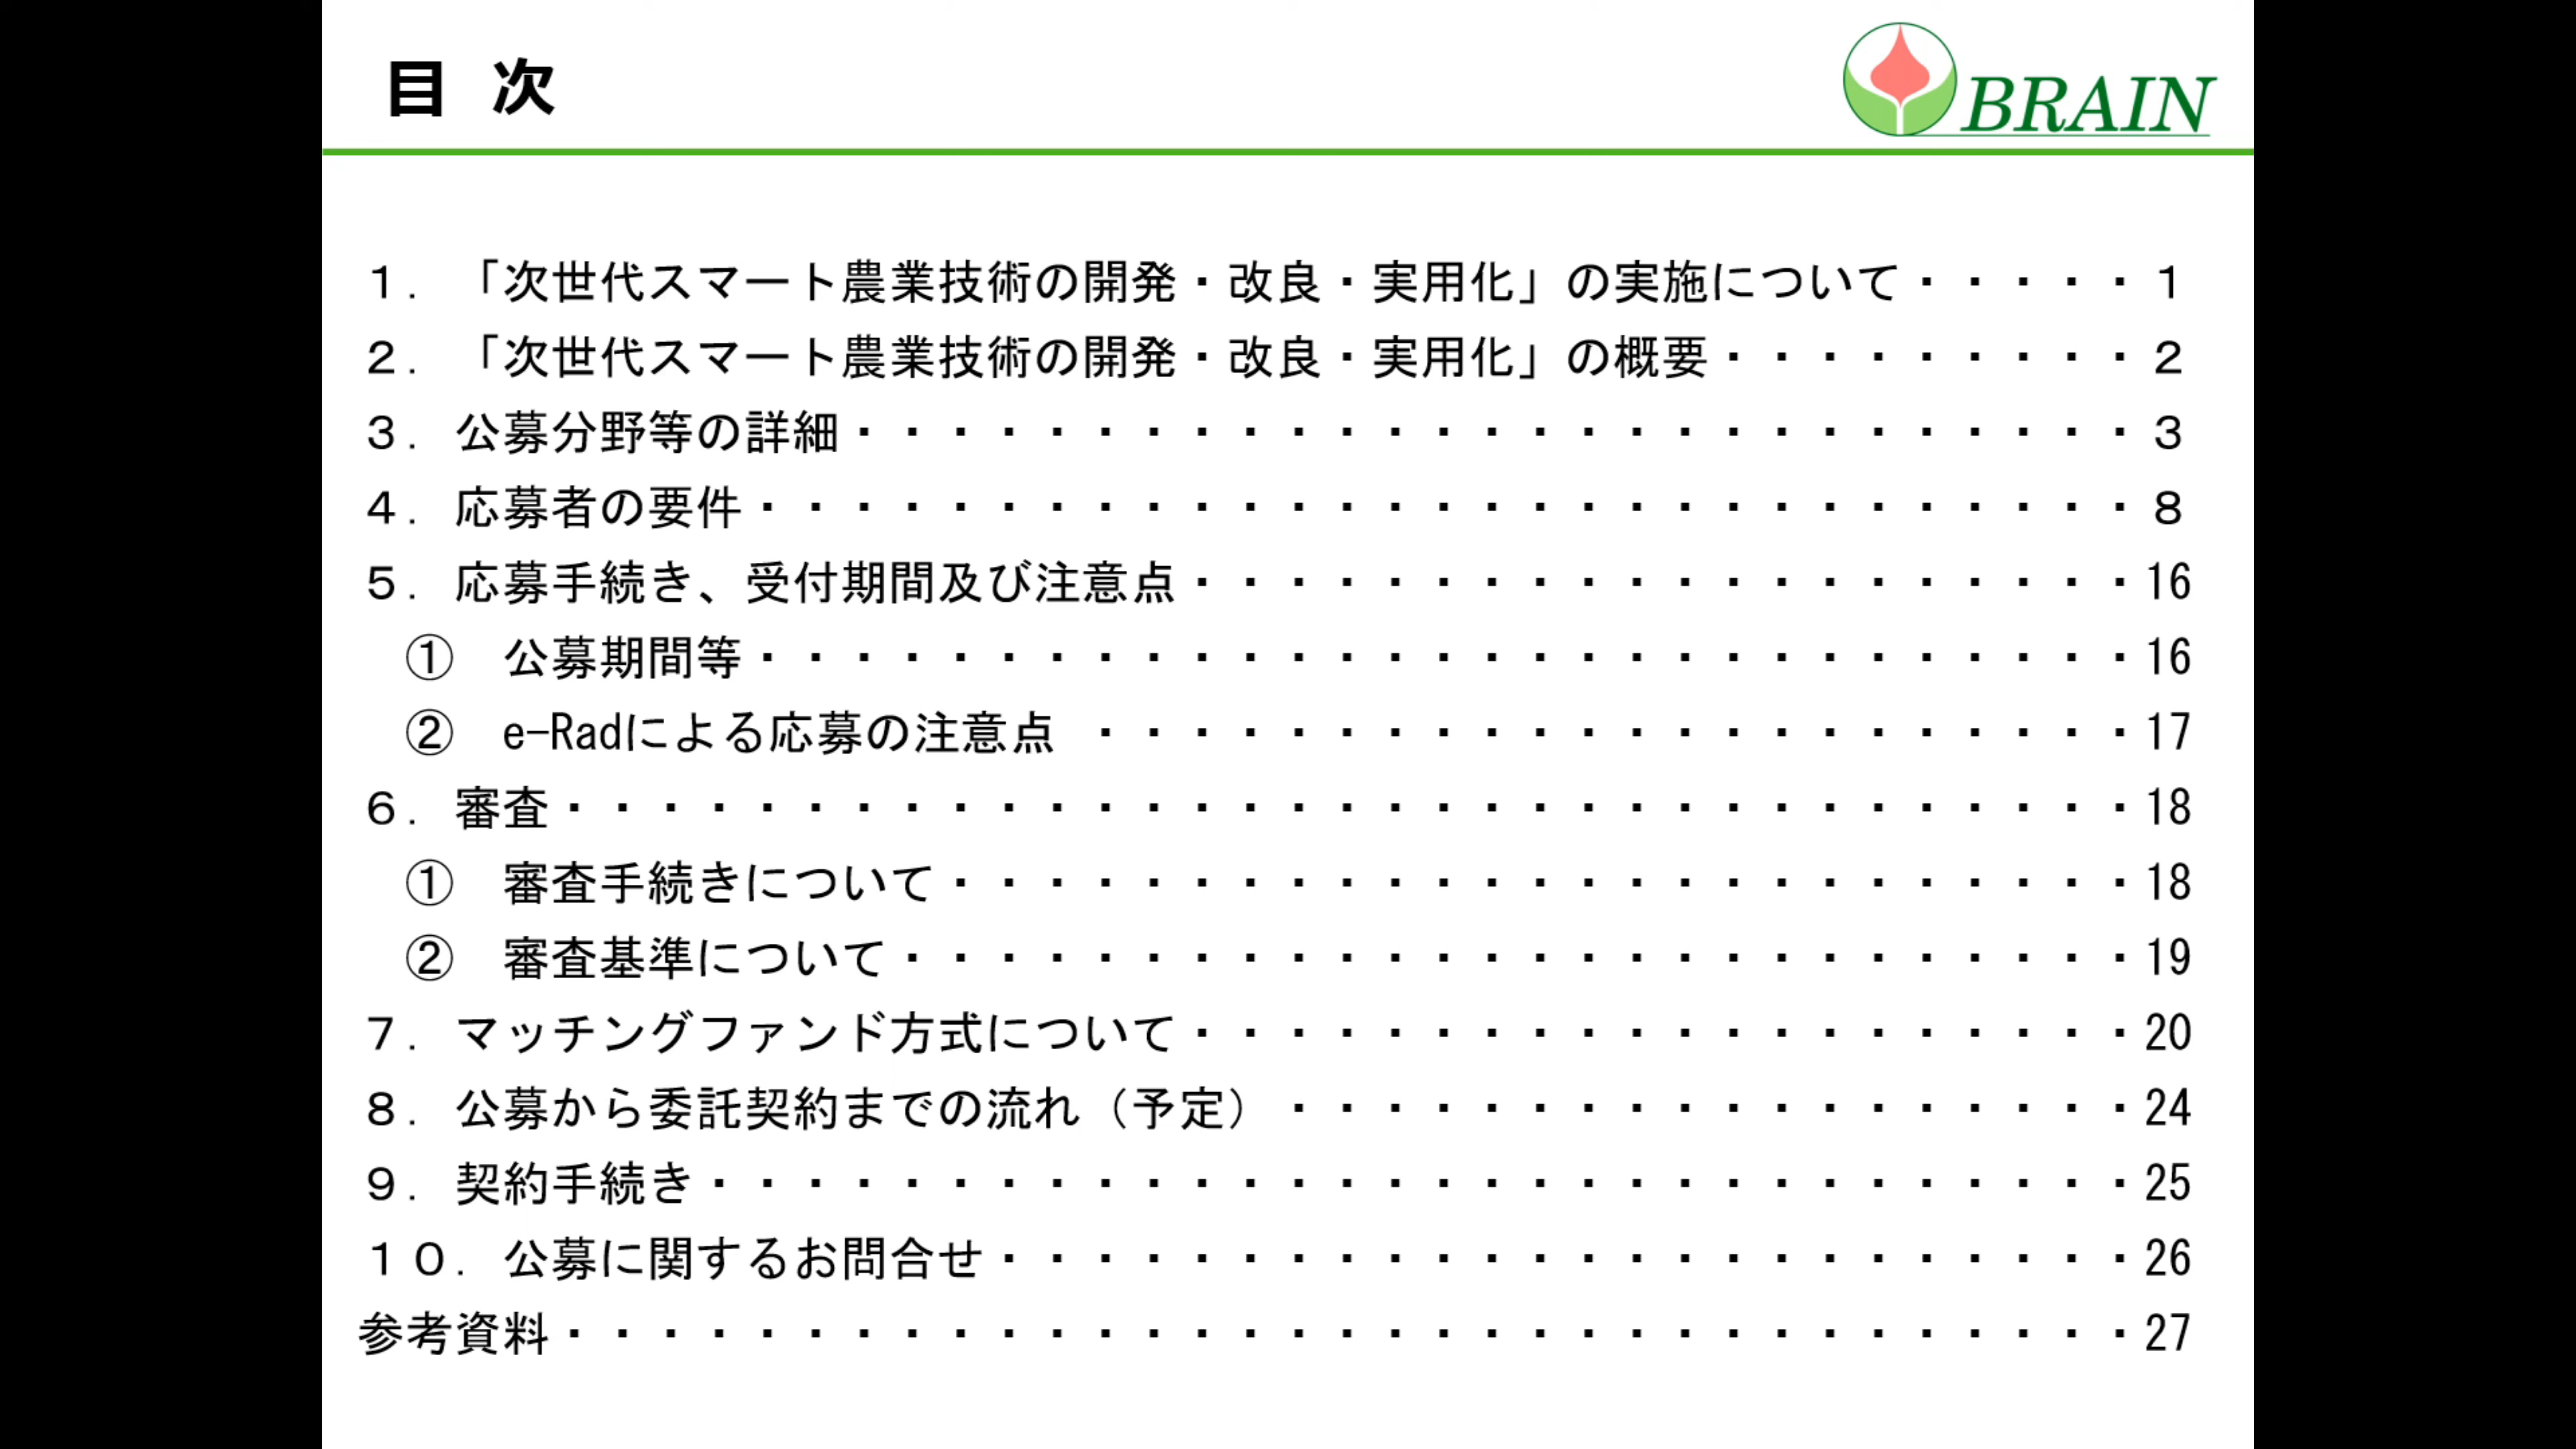 目 次
BRAIN
１．「次世代スマート農業技術の開発・改良・実用化」の実施について・・・・・１
２．「次世代スマート農業技術の開発・改良・実用化」の概要・・・・・・・・・２
３．公募分野等の詳細・・・・・・・・・・・・・・・・・・・・・・・・・・・３
４．応募者の要件・・・・・・・・・・・・・・・・・・・・・・・・・・・・・８
５．応募手続き、受付期間及び注意点・・・・・・・・・・・・・・・・・・・・16
① 公募期間等・・・・・・・・・・・・・・・・・・・・・・・・・・・・・16
② e-Radによる応募の注意点 ・・・・・・・・・・・・・・・・・・・・・・17
６．審査・・・・・・・・・・・・・・・・・・・・・・・・・・・・・・・・・18
① 審査手続きについて・・・・・・・・・・・・・・・・・・・・・・・・・18
② 審査基準について・・・・・・・・・・・・・・・・・・・・・・・・・・19
７．マッチングファンド方式について・・・・・・・・・・・・・・・・・・・・20
８．公募から委託契約までの流れ（予定）・・・・・・・・・・・・・・・・・・24
９．契約手続き・・・・・・・・・・・・・・・・・・・・・・・・・・・・・・25
１０．公募に関するお問合せ・・・・・・・・・・・・・・・・・・・・・・・・26
参考資料・・・・・・・・・・・・・・・・・・・・・・・・・・・・・・・・・27